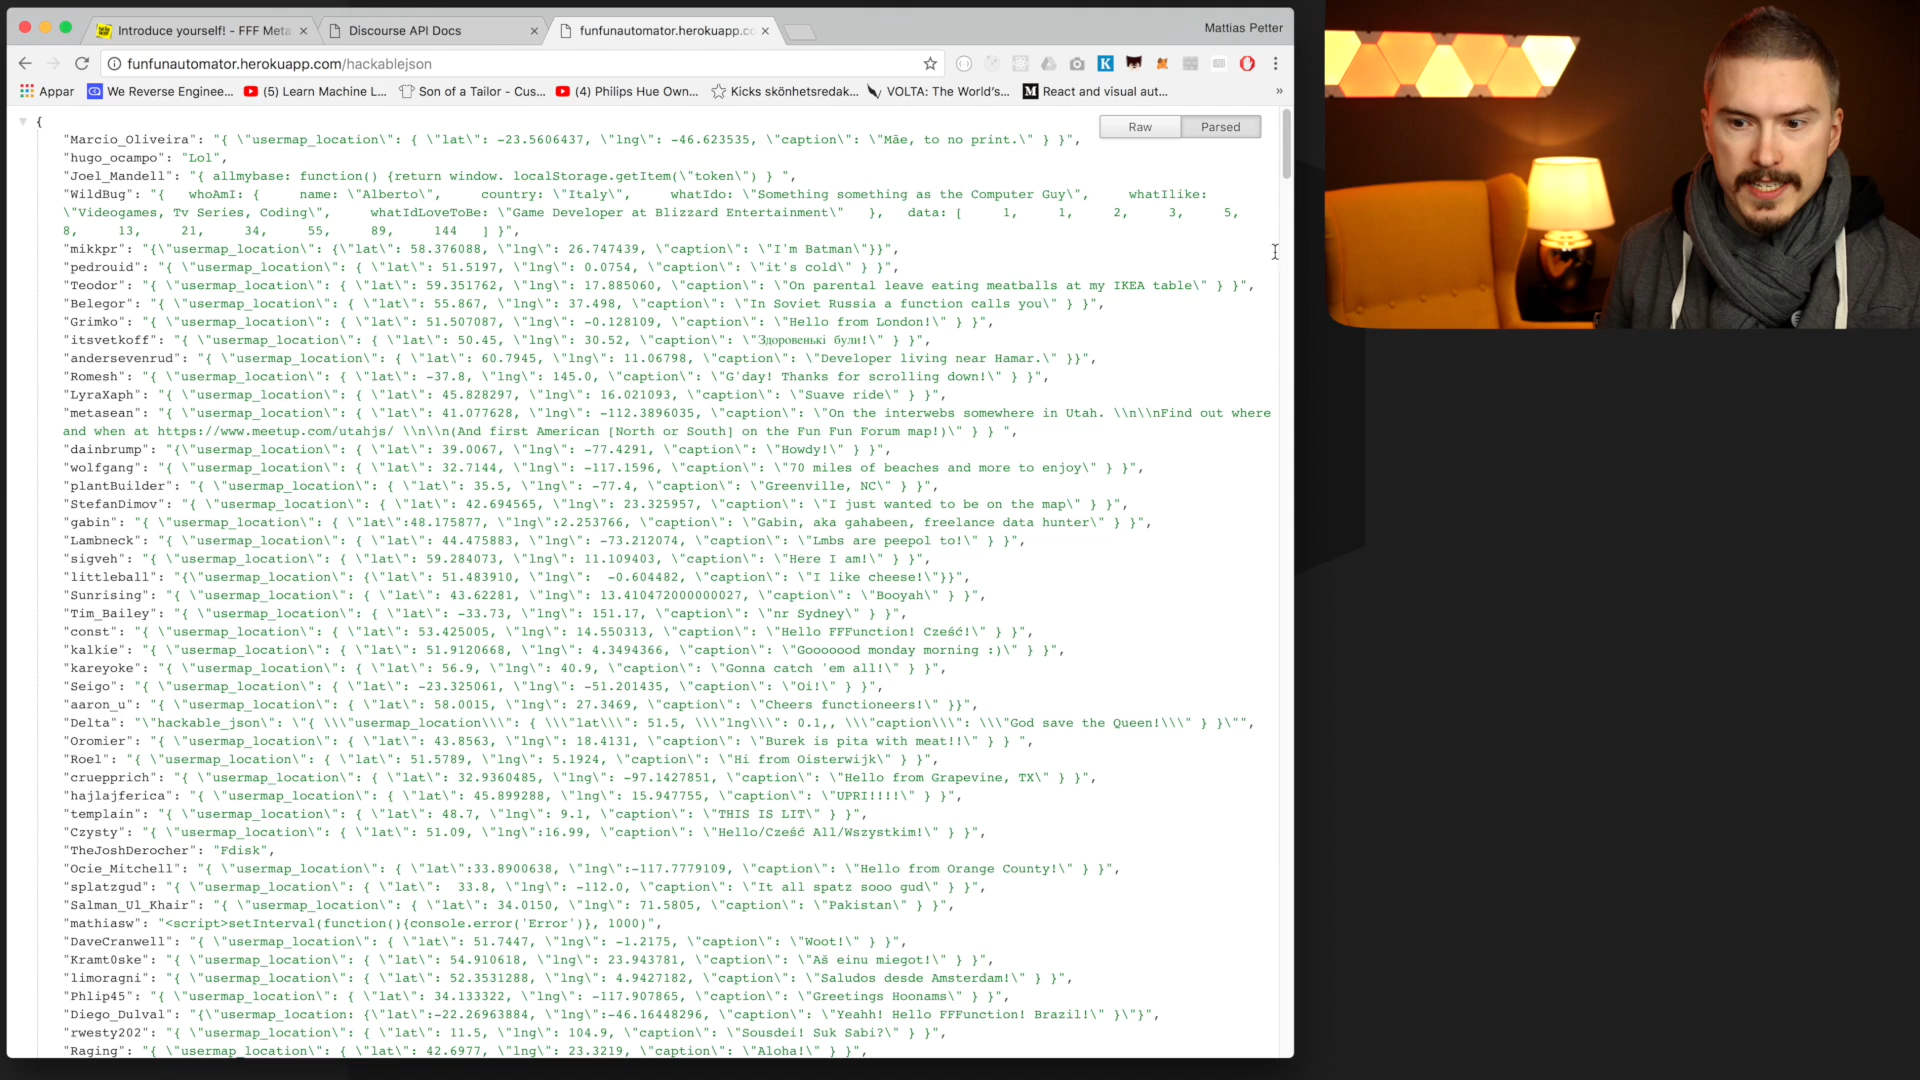 Introduce yourself! - FFF Meta
Discourse API Docs
funfunautomator.herokuapp.co
Mattias Petter
funfunautomator.herokuapp.com/hackablejson
Appar
We Reverse Enginee...
(5) Learn Machine L...
Son of a Tailor - Cus...
(4) Philips Hue Own...
Kicks skönhetsredak...
VOLTA: The World's...
React and visual aut...
»
Raw
Parsed
{
"Marcio_Oliveira": "{ \"usermap_location\": { \"lat\": -23.5606437, \"lng\": -46.623535, \"caption\": \"Mãe, to no print.\" } }",
"hugo_ocampo": "Lol",
"Joel_Mandell": "{ allmybase: function() {return window. localStorage.getItem(\"token\") } ",
"WildBug": "{ whoAmI: { name: \"Alberto\", country: \"Italy\", whatIdo: \"Something something as the Computer Guy\", whatIlike:
\"Videogames, Tv Series, Coding\", whatIdLoveToBe: \"Game Developer at Blizzard Entertainment\" }, data: [ 1, 1, 2, 3, 5,
8, 13, 21, 34, 55, 89, 144 ] }",
"mikkpr": "{\"usermap_location\": {\"lat\": 58.376088, \"lng\": 26.747439, \"caption\": \"I'm Batman\"}}",
"pedrouid": "{ \"usermap_location\": { \"lat\": 51.5197, \"lng\": 0.0754, \"caption\": \"it's cold\" } }",
"Teodor": "{ \"usermap_location\": { \"lat\": 59.351762, \"lng\": 17.885060, \"caption\": \"On parental leave eating meatballs at my IKEA table\" } }",
"Belegor": "{ \"usermap_location\": { \"lat\": 55.867, \"lng\": 37.498, \"caption\": \"In Soviet Russia a function calls you\" } }",
"Grimko": "{ \"usermap_location\": { \"lat\": 51.507087, \"lng\": -0.128109, \"caption\": \"Hello from London!\" } }",
"itsvetkoff": "{ \"usermap_location\": { \"lat\": 50.45, \"lng\": 30.52, \"caption\": \"Здоровенькі були!\" } }",
"andersevenrud": "{ \"usermap_location\": { \"lat\": 60.7945, \"lng\": 11.06798, \"caption\": \"Developer living near Hamar.\" }}",
"Romesh": "{ \"usermap_location\": { \"lat\": -37.8, \"lng\": 145.0, \"caption\": \"G'day! Thanks for scrolling down!\" } }",
"LyraXaph": "{ \"usermap_location\": { \"lat\": 45.828297, \"lng\": 16.021093, \"caption\": \"Suave ride\" } }",
"metasean": "{ \"usermap_location\": { \"lat\": 41.077628, \"lng\": -112.3896035, \"caption\": \"On the interwebs somewhere in Utah. \\n\\nFind out where
and when at https://www.meetup.com/utahjs/ \\n\\n(And first American [North or South] on the Fun Fun Forum map!)\" } } ",
"dainbrump": "{\"usermap_location\": { \"lat\": 39.0067, \"lng\": -77.4291, \"caption\": \"Howdy!\" } }",
"wolfgang": "{ \"usermap_location\": { \"lat\": 32.7144, \"lng\": -117.1596, \"caption\": \"70 miles of beaches and more to enjoy\" } }",
"plantBuilder": "{ \"usermap_location\": { \"lat\": 35.5, \"lng\": -77.4, \"caption\": \"Greenville, NC\" } }",
"StefanDimov": "{ \"usermap_location\": { \"lat\": 42.694565, \"lng\": 23.325957, \"caption\": \"I just wanted to be on the map\" } }",
"gabin": "{ \"usermap_location\": { \"lat\":48.175877, \"lng\":2.253766, \"caption\": \"Gabin, aka gahabeen, freelance data hunter\" } }",
"Lambneck": "{ \"usermap_location\": { \"lat\": 44.475883, \"lng\": -73.212074, \"caption\": \"Lmbs are peepol to!\" } }",
"sigveh": "{ \"usermap_location\": { \"lat\": 59.284073, \"lng\": 11.109403, \"caption\": \"Here I am!\" } }",
"littleball": "{\"usermap_location\": {\"lat\": 51.483910, \"lng\": -0.604482, \"caption\": \"I like cheese!\"}}",
"Sunrising": "{ \"usermap_location\": { \"lat\": 43.62281, \"lng\": 13.410472000000027, \"caption\": \"Booyah\" } }",
"Tim_Bailey": "{ \"usermap_location\": { \"lat\": -33.73, \"lng\": 151.17, \"caption\": \"nr Sydney\" } }",
"const": "{ \"usermap_location\": { \"lat\": 53.425005, \"lng\": 14.550313, \"caption\": \"Hello FFFunction! Cześć!\" } }",
"kalkie": "{ \"usermap_location\": { \"lat\": 51.9120668, \"lng\": 4.3494366, \"caption\": \"Gooooood monday morning :)\" } }",
"kareyoke": "{ \"usermap_location\": { \"lat\": 56.9, \"lng\": 40.9, \"caption\": \"Gonna catch 'em all!\" } }",
"Seigo": "{ \"usermap_location\": { \"lat\": -23.325061, \"lng\": -51.201435, \"caption\": \"Oi!\" } }",
"aaron_u": "{ \"usermap_location\": { \"lat\": 58.0015, \"lng\": 27.3469, \"caption\": \"Cheers functioneers!\" }}",
"Delta": "\"hackable_json\": \"{ \\\"usermap_location\\\": { \\\"lat\\\": 51.5, \\\"lng\\\": 0.1,, \\\"caption\\\": \\\"God save the Queen!\\\" } }\"",
"Oromier": "{ \"usermap_location\": { \"lat\": 43.8563, \"lng\": 18.4131, \"caption\": \"Burek is pita with meat!!\" } } ",
"Roel": "{ \"usermap_location\": { \"lat\": 51.5789, \"lng\": 5.1924, \"caption\": \"Hi from Oisterwijk\" } }",
"cruepprich": "{ \"usermap_location\": { \"lat\": 32.9360485, \"lng\": -97.1427851, \"caption\": \"Hello from Grapevine, TX\" } }",
"hajlajferica": "{ \"usermap_location\": { \"lat\": 45.899288, \"lng\": 15.947755, \"caption\": \"UPRI!!!!\" } }",
"templain": "{ \"usermap_location\": { \"lat\": 48.7, \"lng\": 9.1, \"caption\": \"THIS IS LIT\" } }",
"Czysty": "{ \"usermap_location\": { \"lat\": 51.09, \"lng\":16.99, \"caption\": \"Hello/Cześć All/Wszystkim!\" } }",
"TheJoshDerocher": "Fdisk",
"Ocie_Mitchell": "{ \"usermap_location\": { \"lat\":33.8900638, \"lng\":-117.7779109, \"caption\": \"Hello from Orange County!\" } }",
"splatzgud": "{ \"usermap_location\": { \"lat\": 33.8, \"lng\": -112.0, \"caption\": \"It all spatz sooo gud\" } }",
"Salman_Ul_Khair": "{ \"usermap_location\": { \"lat\": 34.0150, \"lng\": 71.5805, \"caption\": \"Pakistan\" } }",
"mathiasw": "<script>setInterval(function(){console.error('Error')}, 1000)",
"DaveCranwell": "{ \"usermap_location\": { \"lat\": 51.7447, \"lng\": -1.2175, \"caption\": \"Woot!\" } }",
"Kramt0ske": "{ \"usermap_location\": { \"lat\": 54.910618, \"lng\": 23.943781, \"caption\": \"Aš einu miegot!\" } }",
"limoragni": "{ \"usermap_location\": { \"lat\": 52.3531288, \"lng\": 4.9427182, \"caption\": \"Saludos desde Amsterdam!\" } }",
"Phlip45": "{ \"usermap_location\": { \"lat\": 34.133322, \"lng\": -117.907865, \"caption\": \"Greetings Hoonams\" } }",
"Diego_Dulval": "{\"usermap_location: {\"lat\":-22.26963884, \"lng\":-46.16448296, \"caption\": \"Yeahh! Hello FFFunction! Brazil!\" }\"}",
"rwesty202": "{ \"usermap_location\": { \"lat\": 11.5, \"lng\": 104.9, \"caption\": \"Sousdei! Suk Sabi?\" } }",
"Raging": "{ \"usermap_location\": { \"lat\": 42.6977, \"lng\": 23.3219, \"caption\": \"Aloha!\" } }",